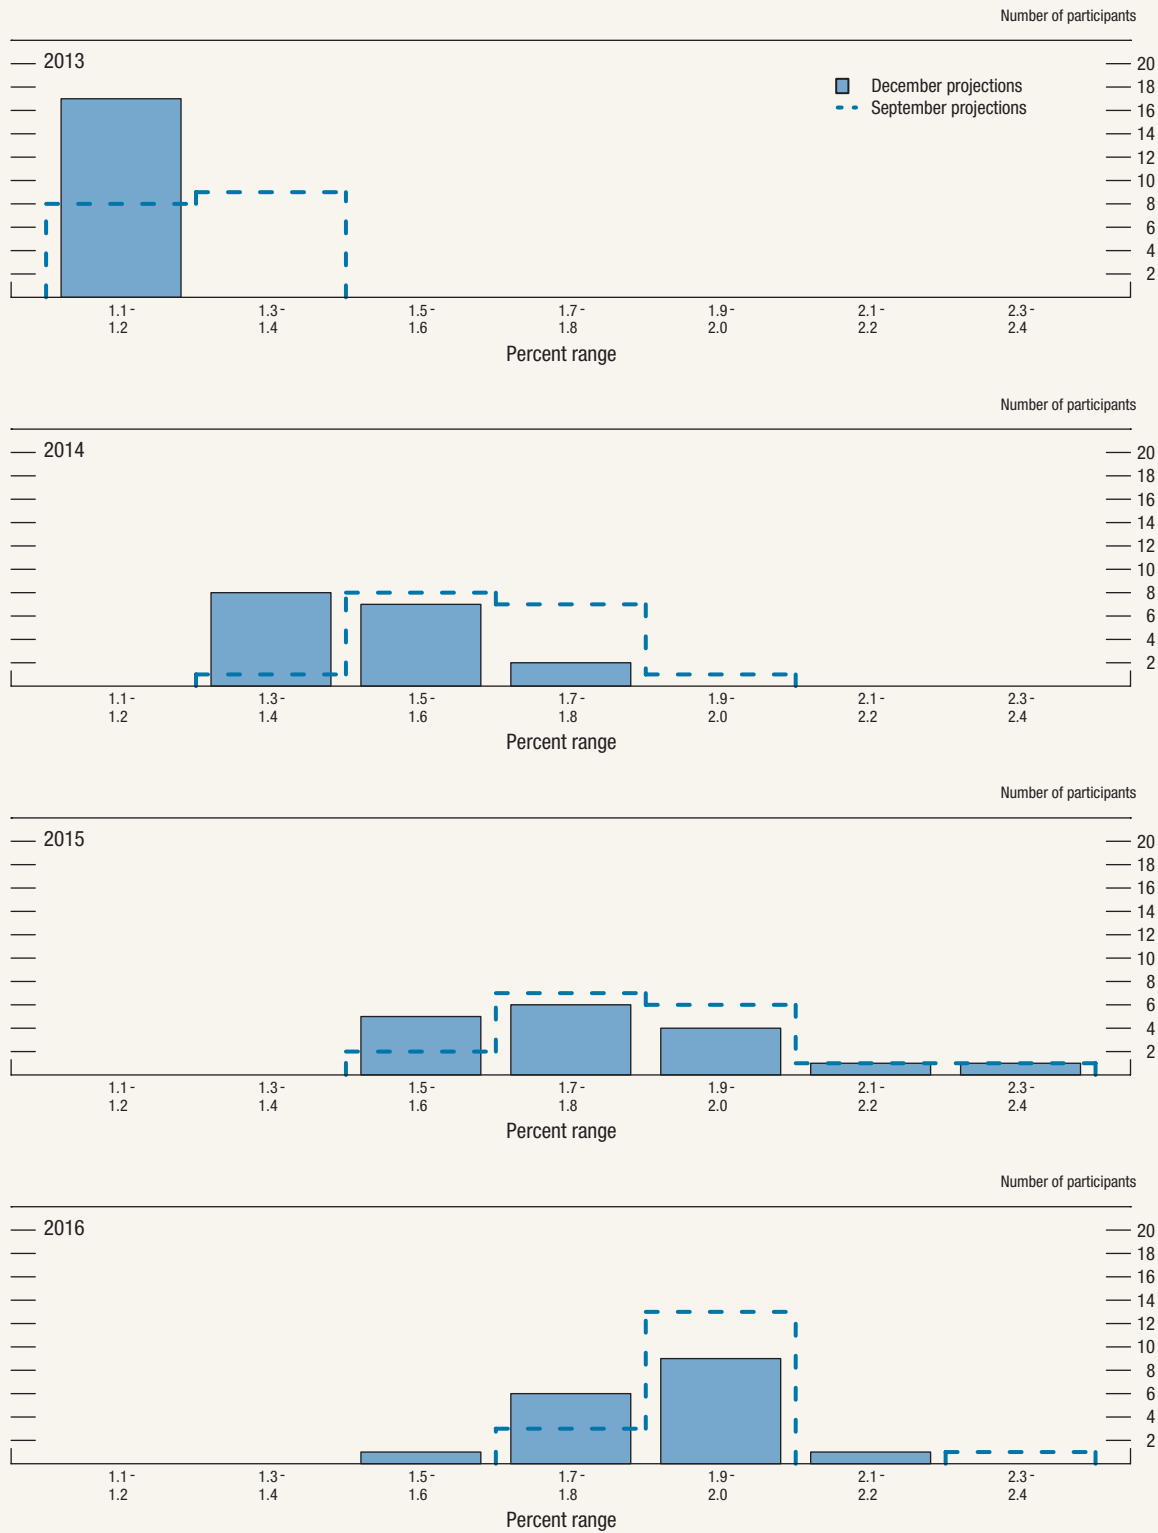 Number of participants
2013
December projections
September projections
20
18
16
14
12
10
8
6
4
2
1.1- 1.3- 1.5- 1.7- 1.9- 2.1- 2.3-
1.2 1.4 1.6 1.8 2.0 2.2 2.4
Percent range
Number of participants
2014
20
18
16
14
12
10
8
6
4
2
1.1- 1.3- 1.5- 1.7- 1.9- 2.1- 2.3-
1.2 1.4 1.6 1.8 2.0 2.2 2.4
Percent range
Number of participants
2015
20
18
16
14
12
10
8
6
4
2
1.1- 1.3- 1.5- 1.7- 1.9- 2.1- 2.3-
1.2 1.4 1.6 1.8 2.0 2.2 2.4
Percent range
Number of participants
2016
20
18
16
14
12
10
8
6
4
2
1.1- 1.3- 1.5- 1.7- 1.9- 2.1- 2.3-
1.2 1.4 1.6 1.8 2.0 2.2 2.4
Percent range